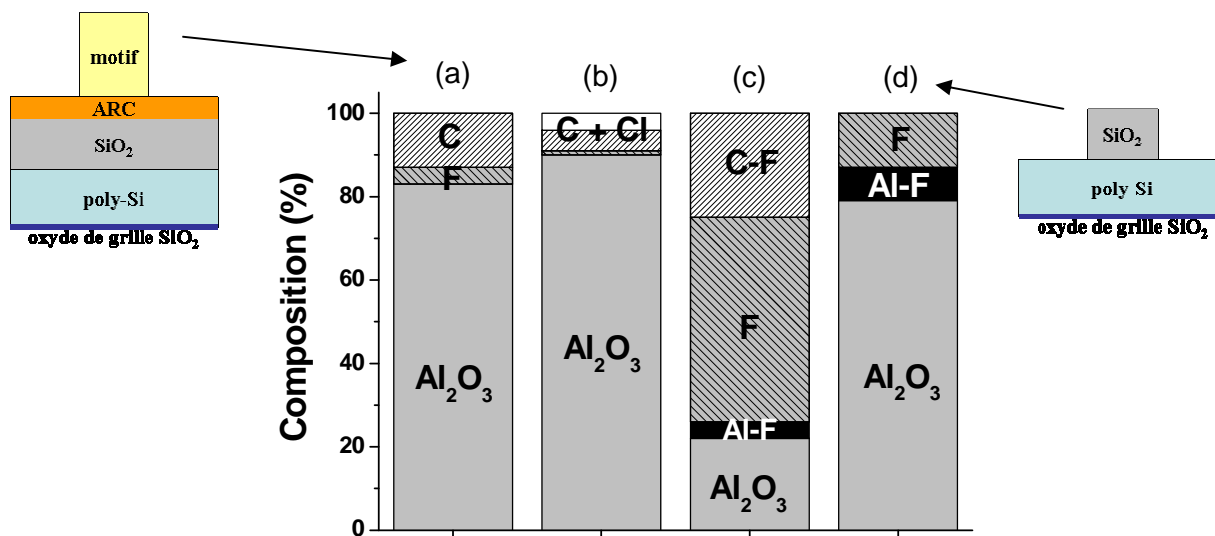 motif
ARC
SiO₂
poly-Si
oxyde de grille SiO₂
(a)
(b)
(c)
(d)
Composition (%)
100
80
60
40
20
0
C
F
Al₂O₃
C + Cl
Al₂O₃
C-F
F
Al-F
Al₂O₃
F
Al-F
Al₂O₃
SiO₂
poly Si
oxyde de grille SiO₂